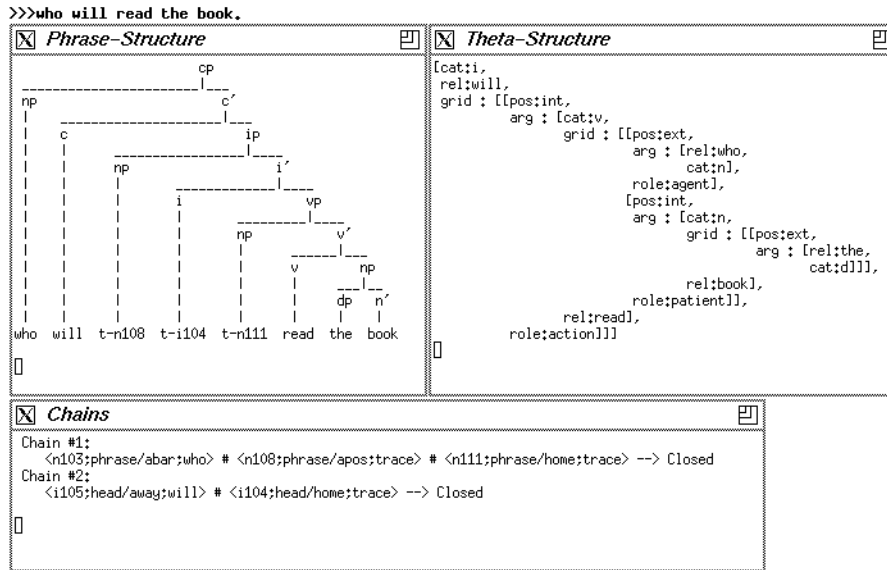 >>>who will read the book.
Phrase-Structure
cp
np c′
c ip
np i′
i vp
np v′
v np
dp n′
who will t-n108 t-i104 t-n111 read the book
Theta-Structure
[cat:i,
rel:will,
grid : [[pos:int,
arg : [cat:v,
grid : [[pos:ext,
arg : [rel:who,
cat:n],
role:agent],
[pos:int,
arg : [cat:n,
grid : [[pos:ext,
arg : [rel:the,
cat:d]]],
rel:book],
role:patient]],
rel:read],
role:action]]]
Chains
Chain #1:
<n103;phrase/abar;who> # <n108;phrase/apos;trace> # <n111;phrase/home;trace> --> Closed
Chain #2:
<i105;head/away;will> # <i104;head/home;trace> --> Closed